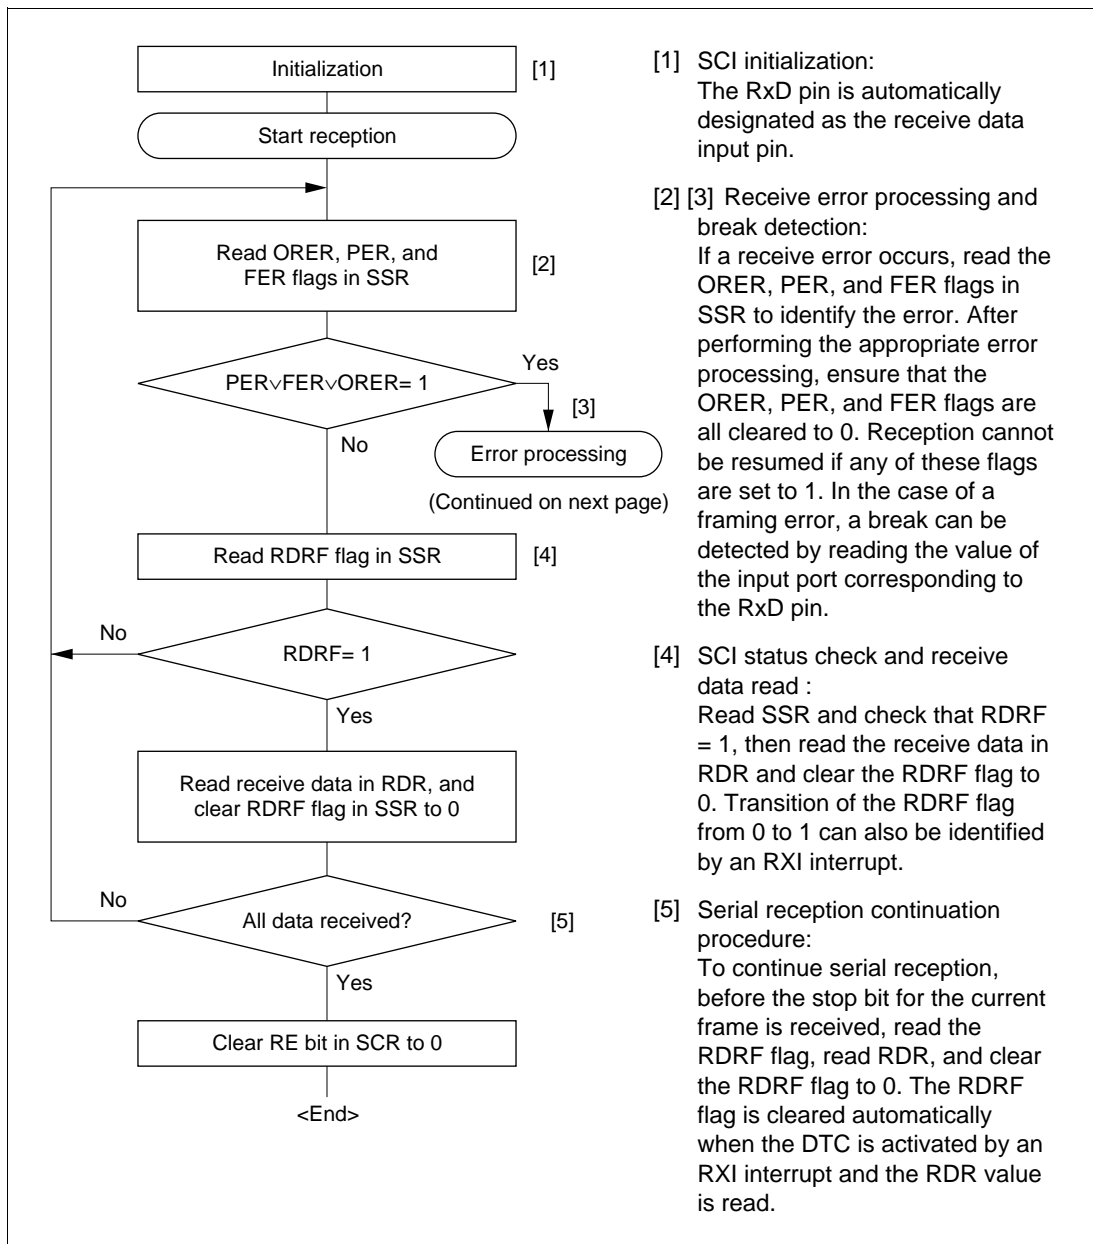 Initialization [1]
Start reception
Read ORER, PER, and
FER flags in SSR
[2]
PER∨FER∨ORER= 1
Yes
[3]
No
Error processing
(Continued on next page)
Read RDRF flag in SSR [4]
No
RDRF= 1
Yes
Read receive data in RDR, and
clear RDRF flag in SSR to 0
No
All data received? [5]
Yes
Clear RE bit in SCR to 0
<End>
[1] SCI initialization:
The RxD pin is automatically
designated as the receive data
input pin.
[2] [3] Receive error processing and
break detection:
If a receive error occurs, read the
ORER, PER, and FER flags in
SSR to identify the error. After
performing the appropriate error
processing, ensure that the
ORER, PER, and FER flags are
all cleared to 0. Reception cannot
be resumed if any of these flags
are set to 1. In the case of a
framing error, a break can be
detected by reading the value of
the input port corresponding to
the RxD pin.
[4] SCI status check and receive
data read :
Read SSR and check that RDRF
= 1, then read the receive data in
RDR and clear the RDRF flag to
0. Transition of the RDRF flag
from 0 to 1 can also be identified
by an RXI interrupt.
[5] Serial reception continuation
procedure:
To continue serial reception,
before the stop bit for the current
frame is received, read the
RDRF flag, read RDR, and clear
the RDRF flag to 0. The RDRF
flag is cleared automatically
when the DTC is activated by an
RXI interrupt and the RDR value
is read.